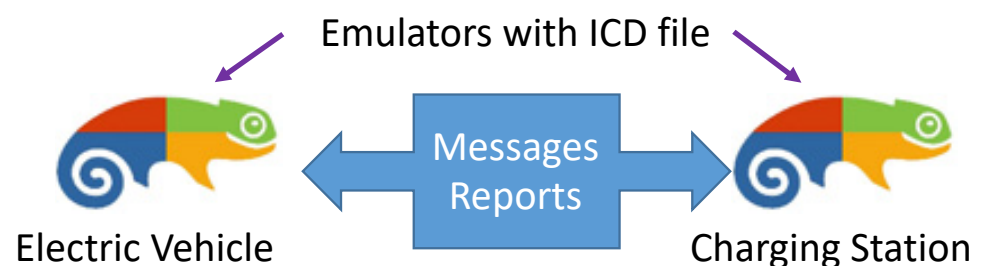 Emulators with ICD file
Messages
Reports
Electric Vehicle
Charging Station